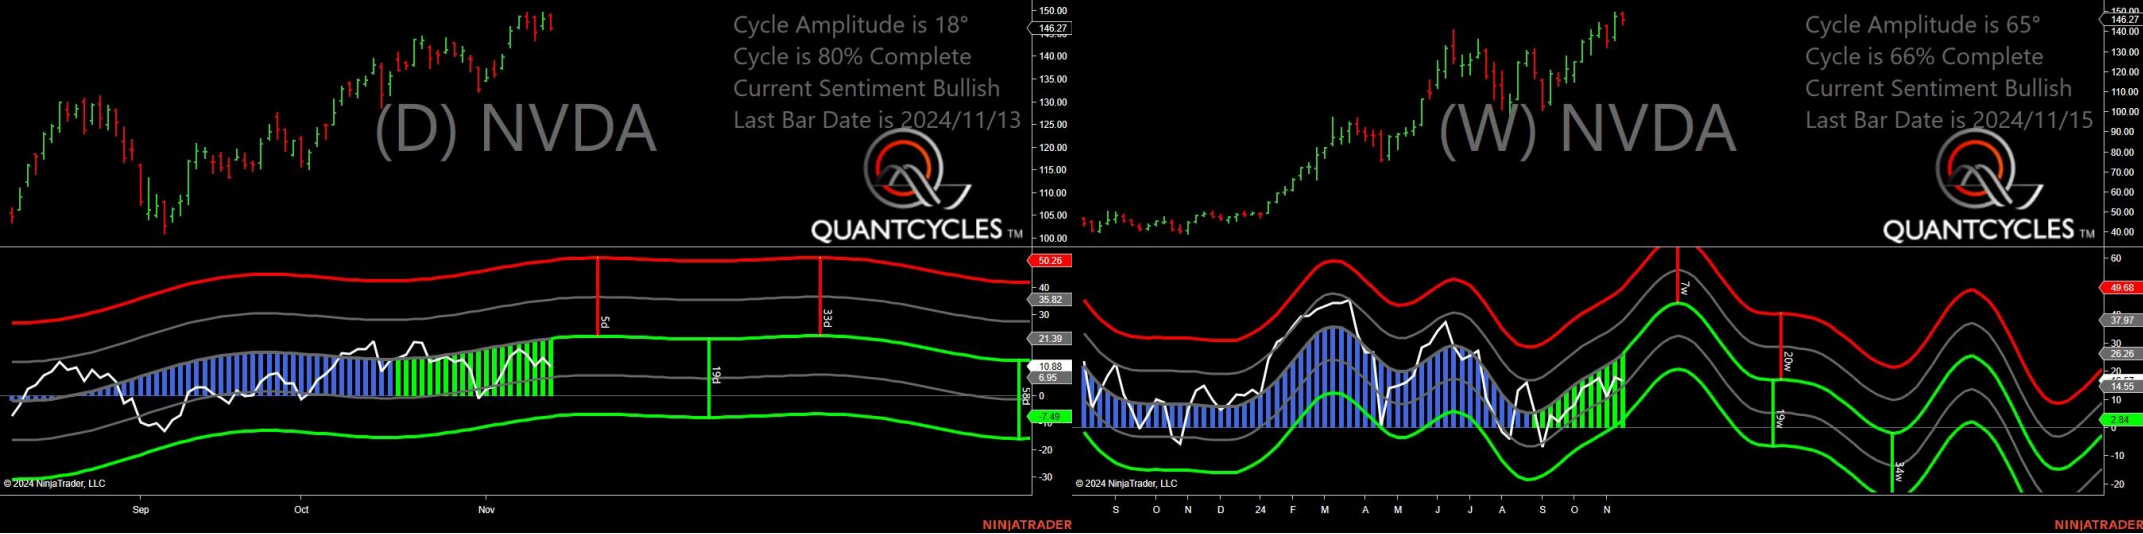 Cycle Amplitude is 18°
Cycle is 80% Complete
Current Sentiment Bullish
Last Bar Date is 2024/11/13
(D) NVDA
QUANTCYCLES TM
150.00
146.27
140.00
135.00
130.00
125.00
120.00
115.00
110.00
105.00
100.00
50.26
40
35.82
30
21.39
10.88
6.95
0
-7.49
-10
-20
-30
5d
19d
33d
58d
© 2024 NinjaTrader, LLC
Sep Oct Nov
NINJATRADER
Cycle Amplitude is 65°
Cycle is 66% Complete
Current Sentiment Bullish
Last Bar Date is 2024/11/15
(W) NVDA
QUANTCYCLES TM
150.00
146.27
140.00
130.00
120.00
110.00
100.00
90.00
80.00
70.00
60.00
50.00
40.00
60
49.68
37.97
30
26.26
20
14.55
10
2.84
0
-10
-20
7w
20w
19w
34w
© 2024 NinjaTrader, LLC
S O N D 24 F M A M J J A S O N
NINJATRADER